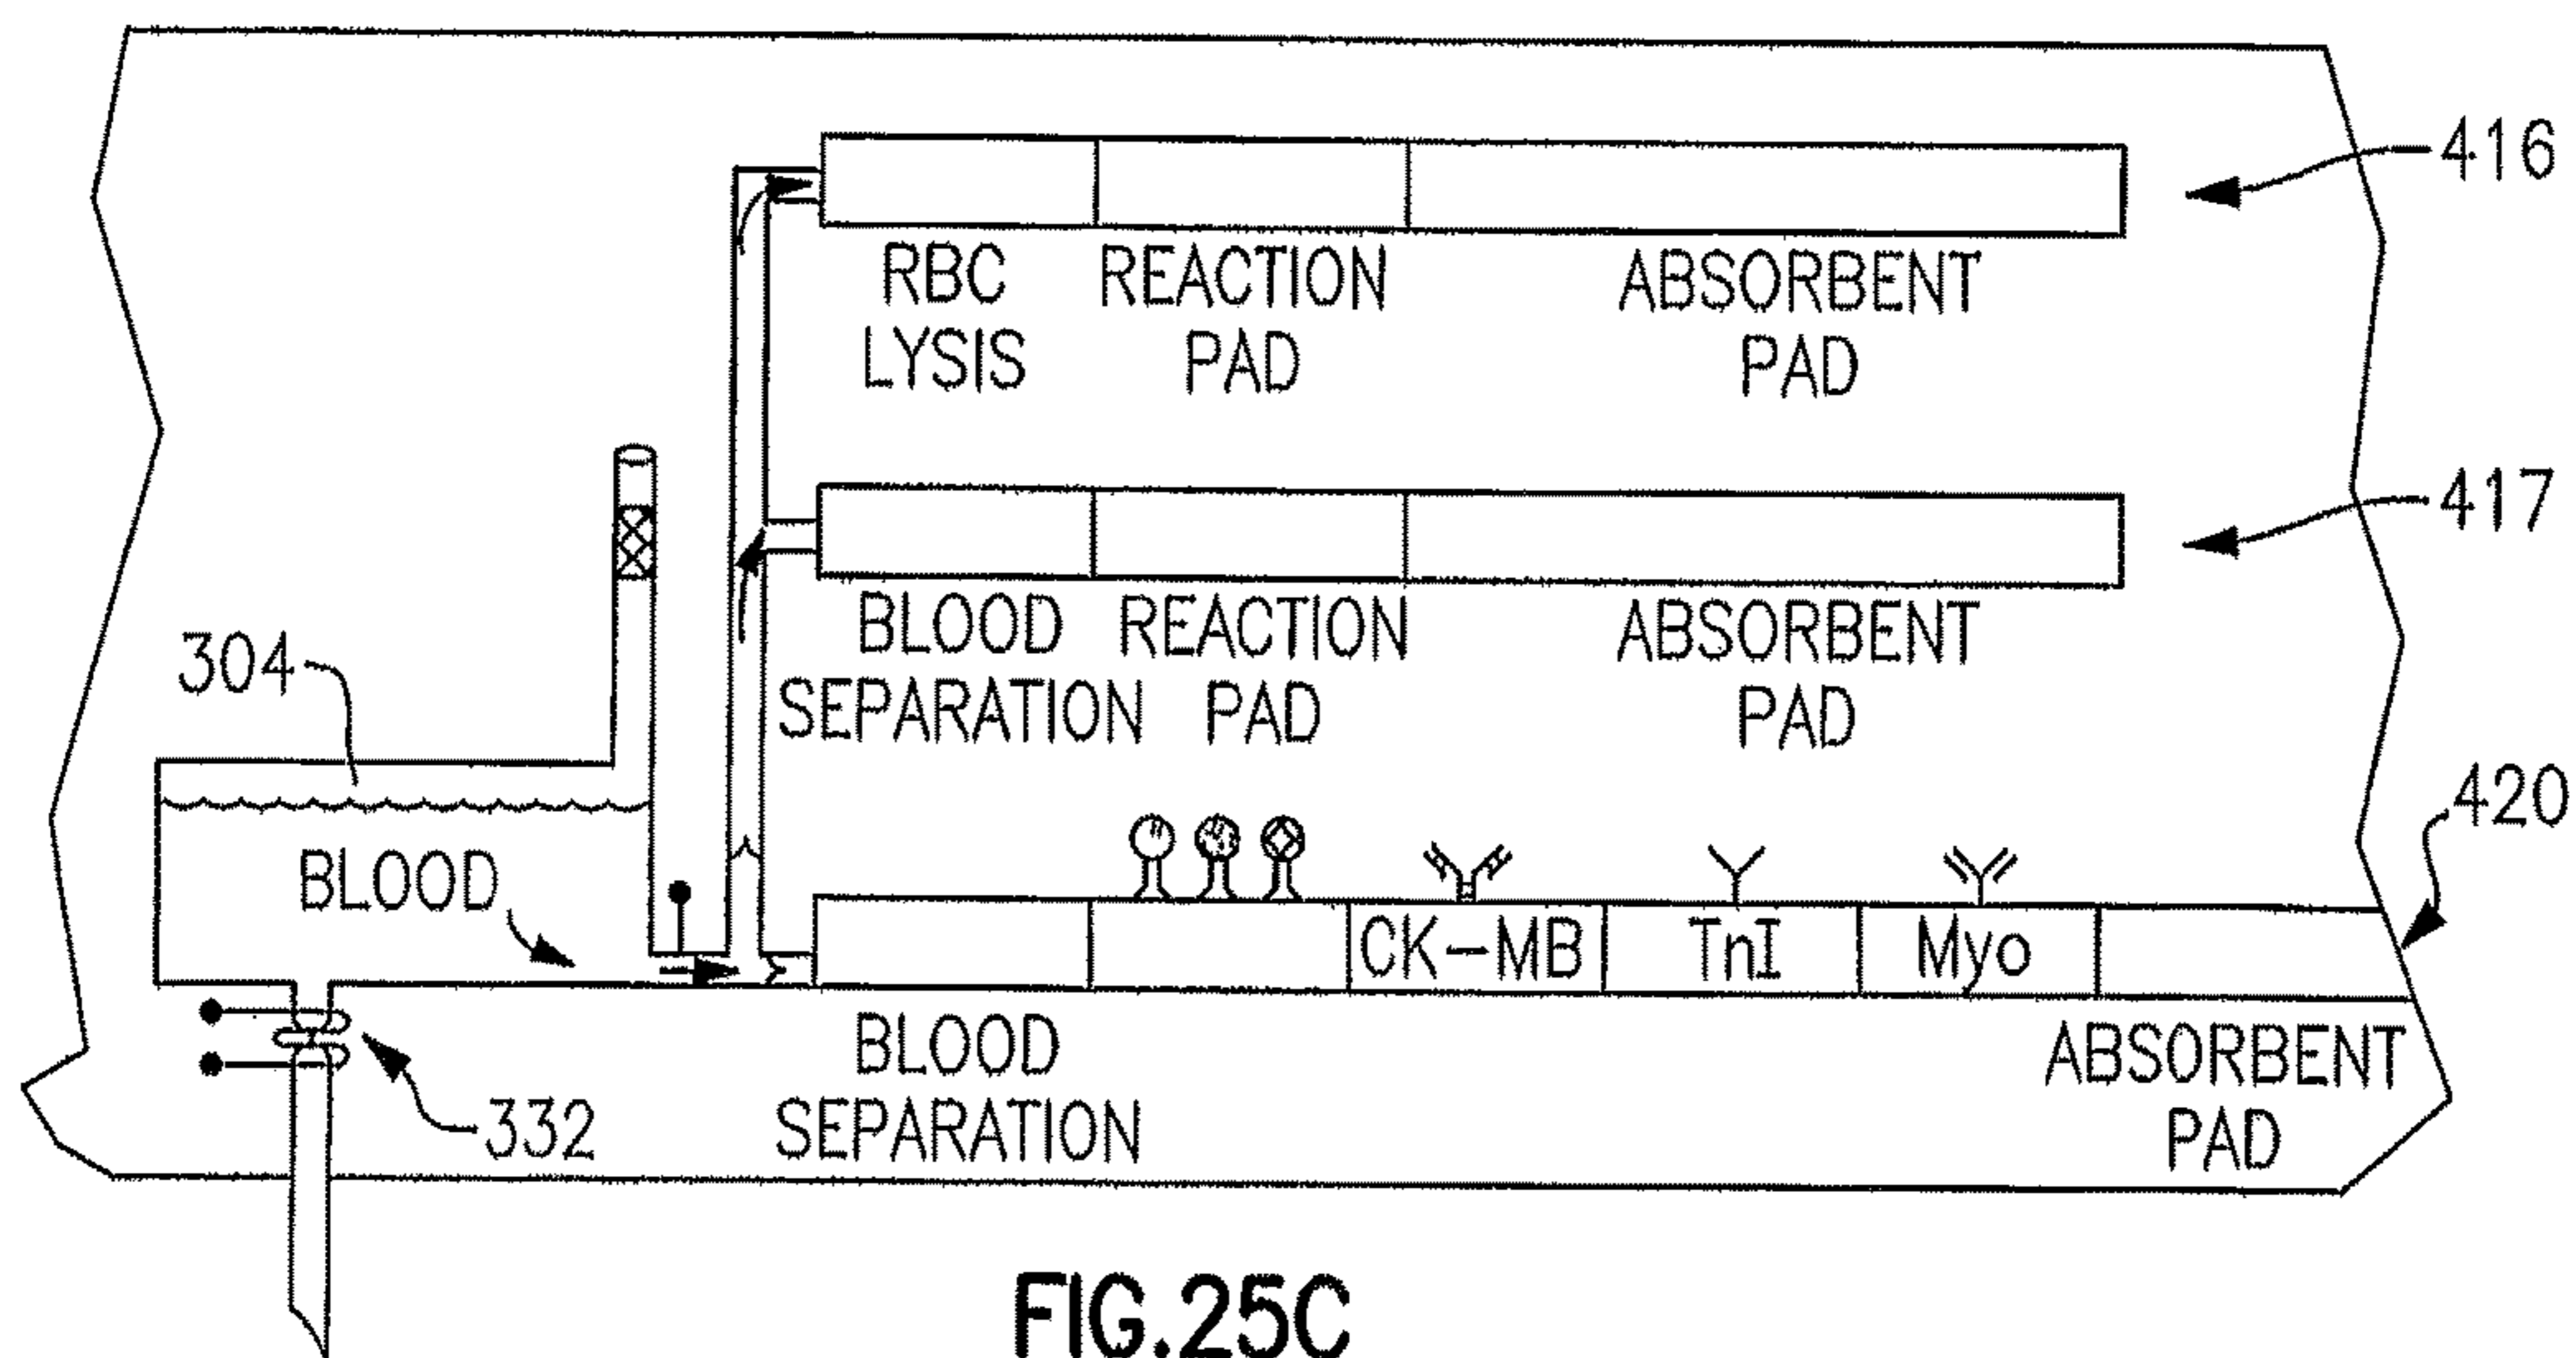 416
RBC REACTION ABSORBENT
LYSIS PAD PAD
417
BLOOD REACTION ABSORBENT
SEPARATION PAD PAD
304
420
BLOOD
CK-MB TnI Myo
BLOOD ABSORBENT
SEPARATION PAD
332
FIG.25C